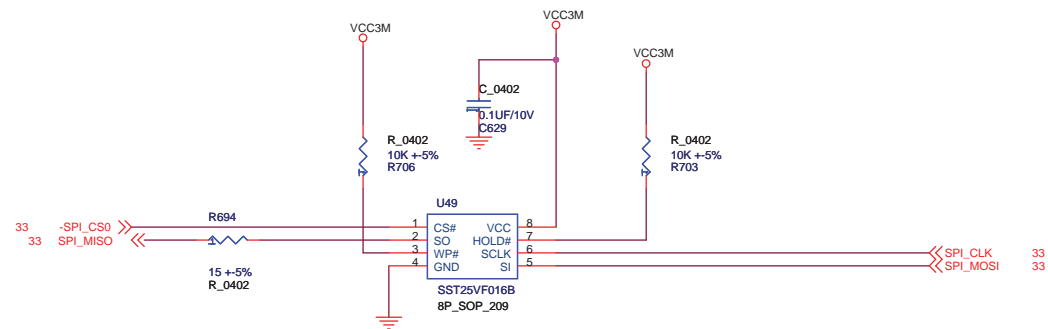 VCC3M
VCC3M
VCC3M
C_0402
0.1UF/10V
C629
R_0402
10K +-5%
R706
R_0402
10K +-5%
R703
U49
R694
33 -SPI_CS0
33 SPI_MISO
15 +-5%
R_0402
1 CS# VCC 8
2 SO HOLD# 7
3 WP# SCLK 6
4 GND SI 5
SPI_CLK 33
SPI_MOSI 33
SST25VF016B
8P_SOP_209